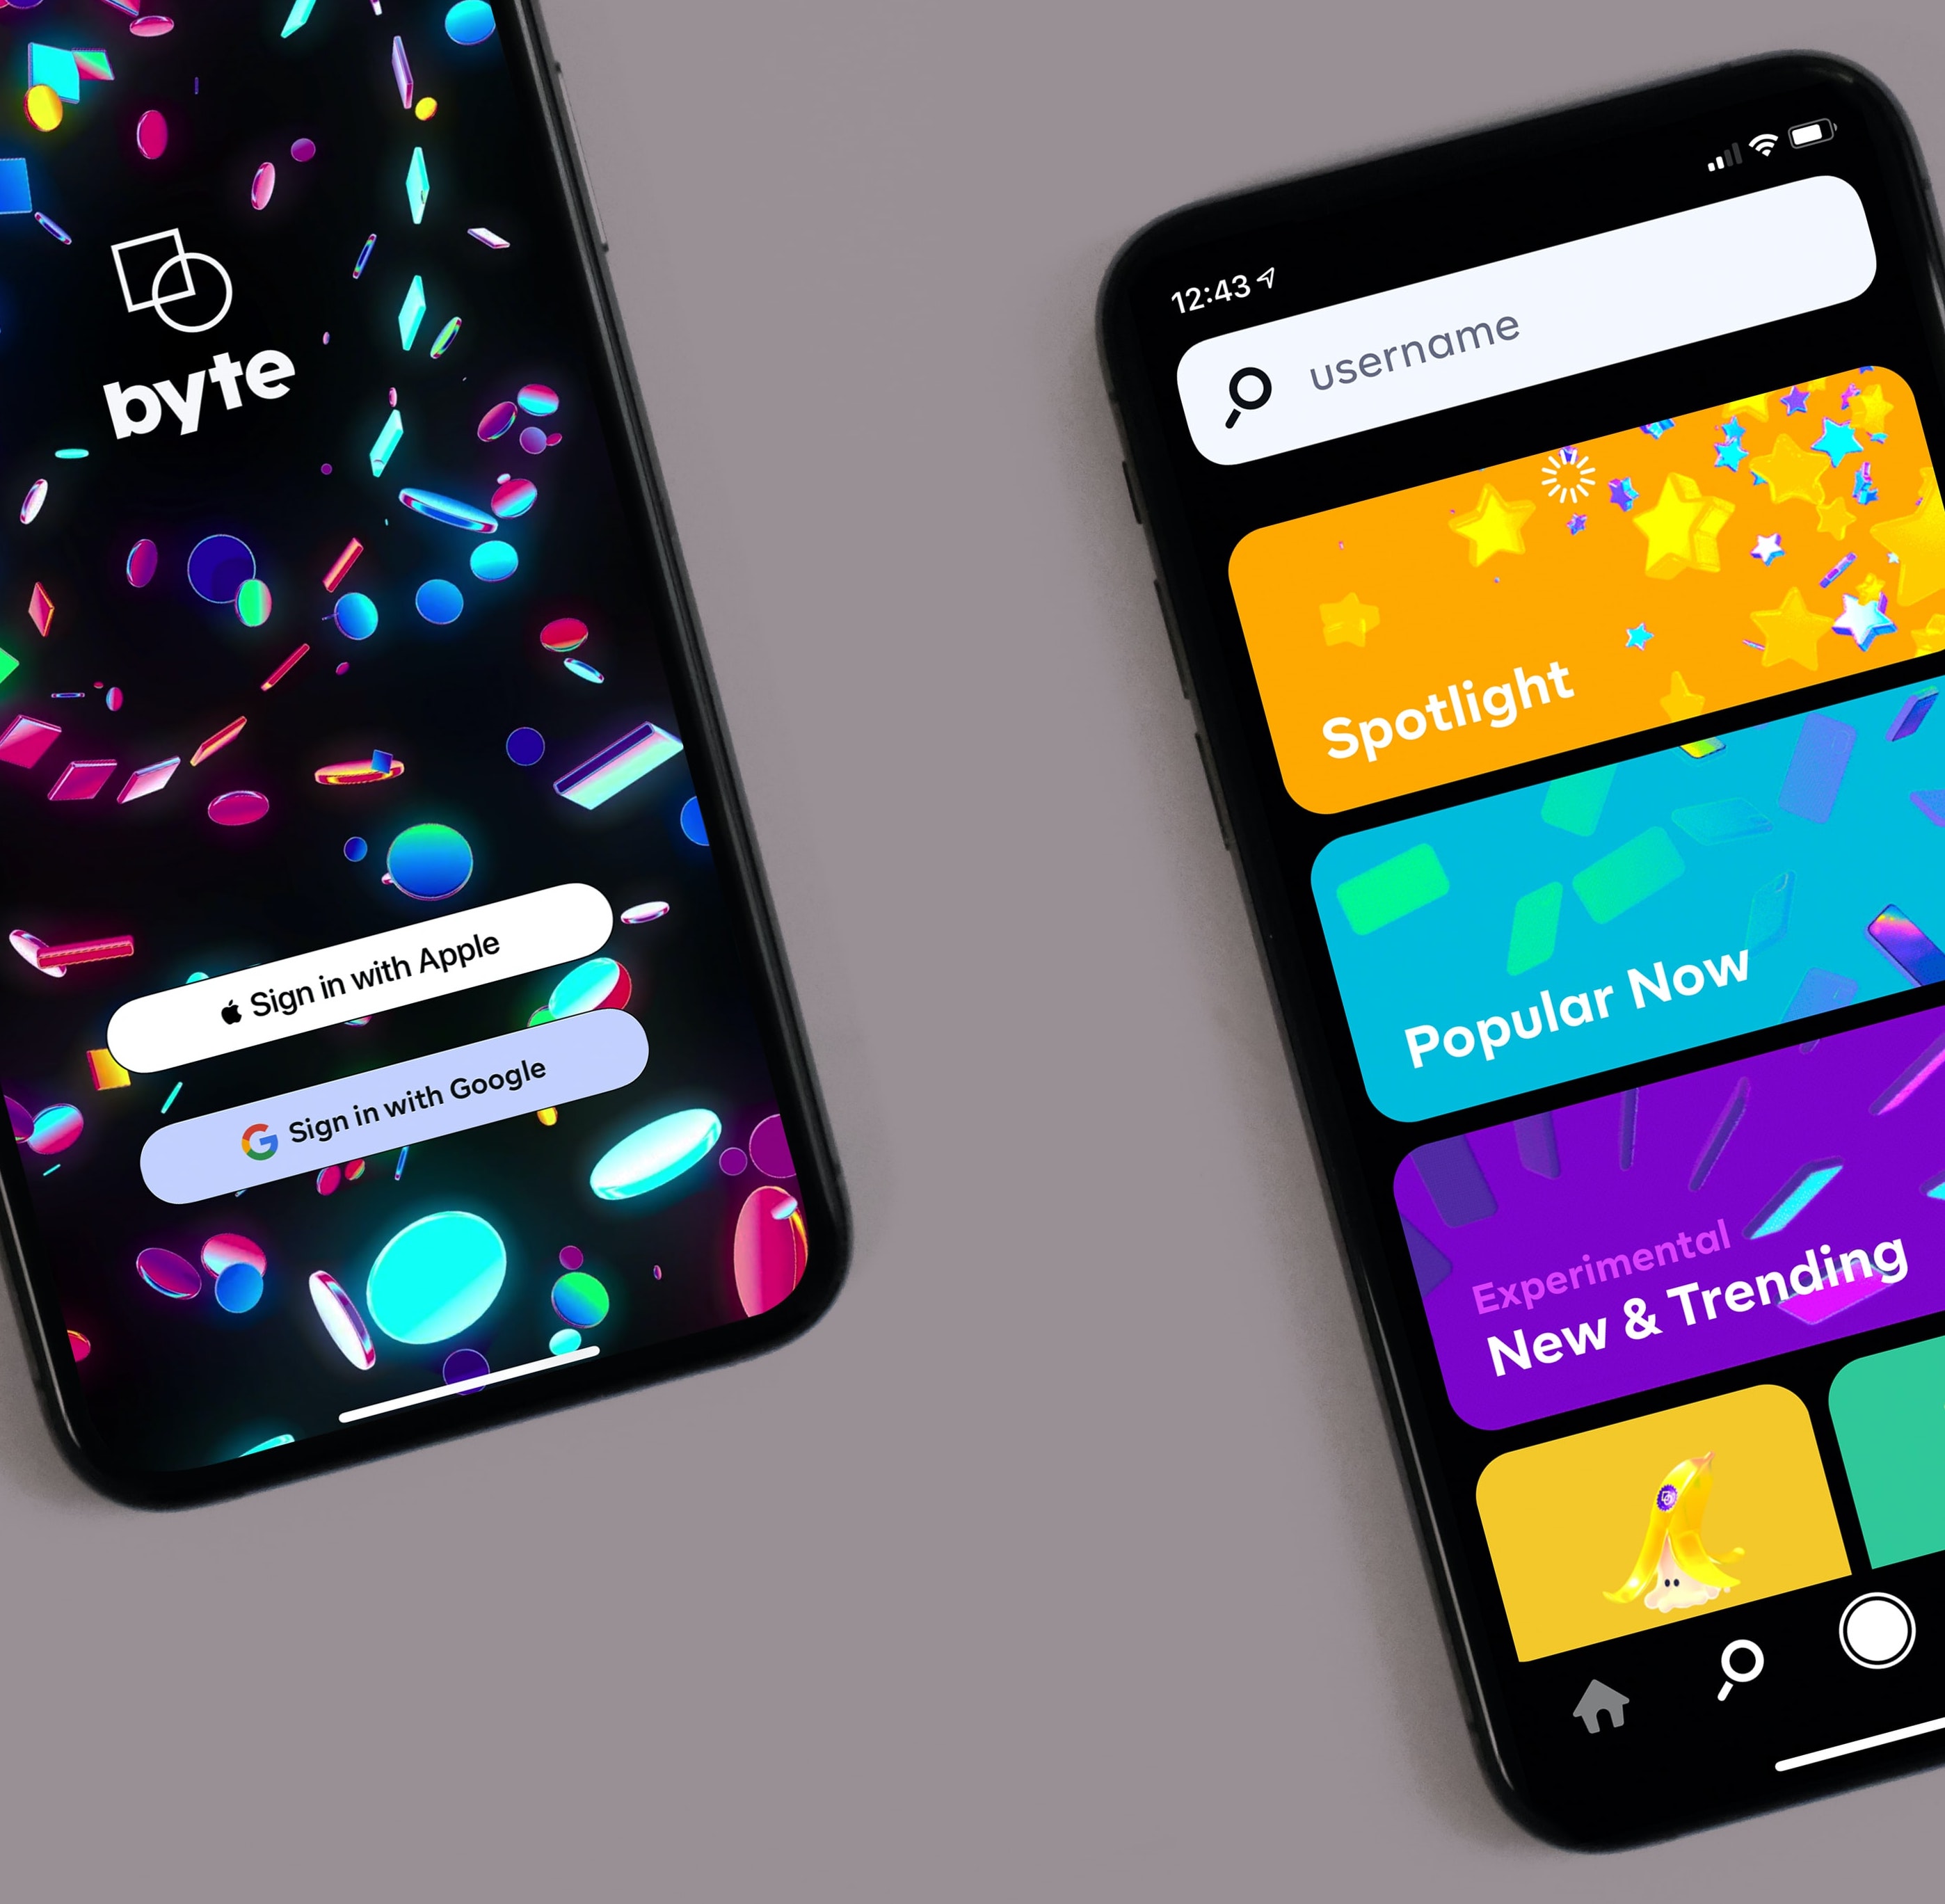 byte
Sign in with Apple
Sign in with Google
12:43
username
Spotlight
Popular Now
Experimental
New & Trending